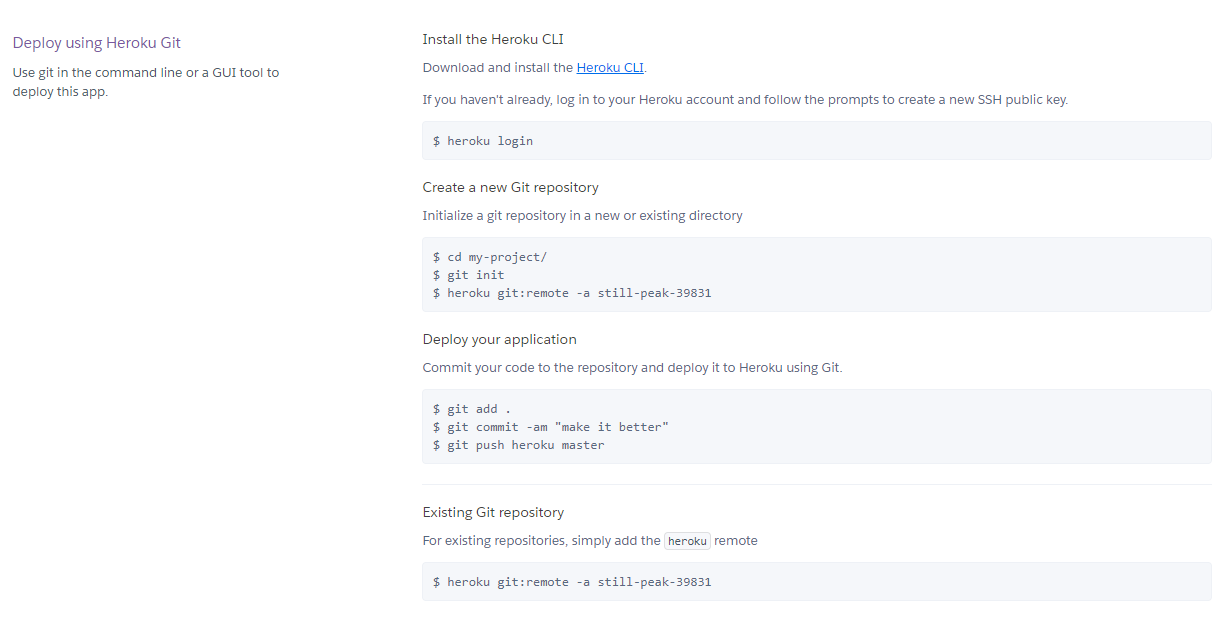 Deploy using Heroku Git
Use git in the command line or a GUI tool to
deploy this app.
Install the Heroku CLI
Download and install the Heroku CLI.
If you haven't already, log in to your Heroku account and follow the prompts to create a new SSH public key.
$ heroku login
Create a new Git repository
Initialize a git repository in a new or existing directory
$ cd my-project/
$ git init
$ heroku git:remote -a still-peak-39831
Deploy your application
Commit your code to the repository and deploy it to Heroku using Git.
$ git add .
$ git commit -am "make it better"
$ git push heroku master
Existing Git repository
For existing repositories, simply add the heroku remote
$ heroku git:remote -a still-peak-39831